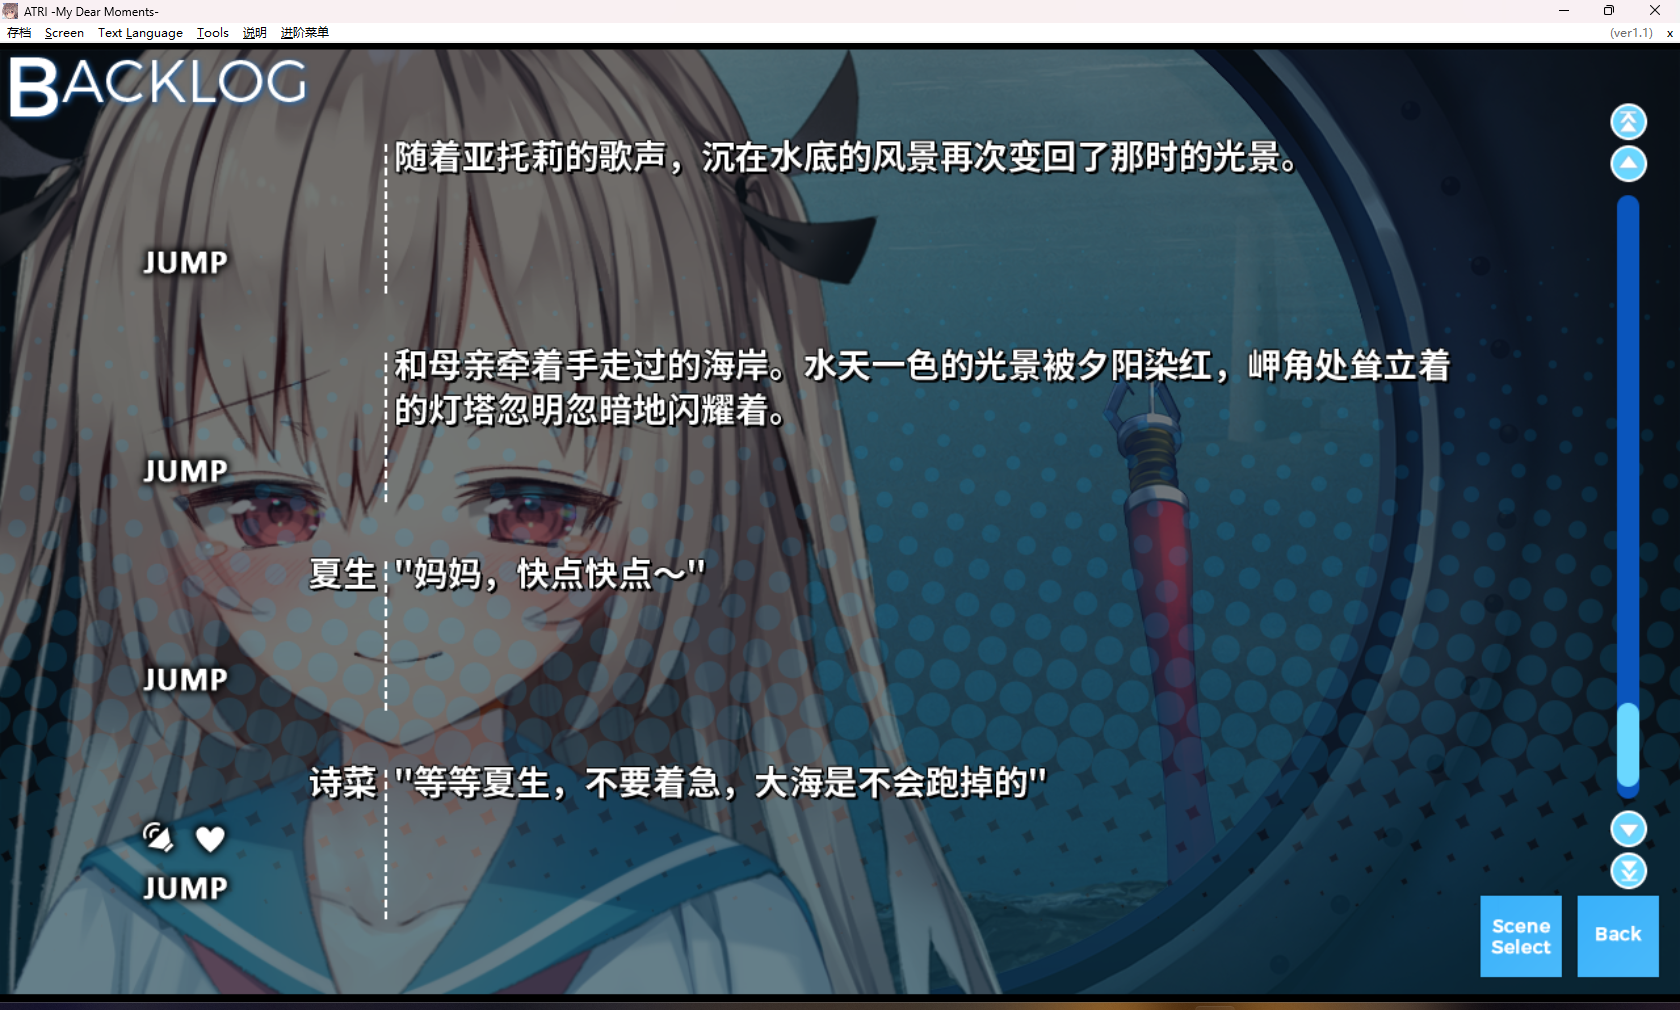 ATRI -My Dear Moments-
存档 Screen Text Language Tools 说明 进阶菜单 (ver1.1) x
BACKLOG
随着亚托莉的歌声，沉在水底的风景再次变回了那时的光景。
JUMP
和母亲牵着手走过的海岸。水天一色的光景被夕阳染红，岬角处耸立着
的灯塔忽明忽暗地闪耀着。
JUMP
夏生 "妈妈，快点快点～"
JUMP
诗菜 "等等夏生，不要着急，大海是不会跑掉的"
JUMP
Scene
Select
Back